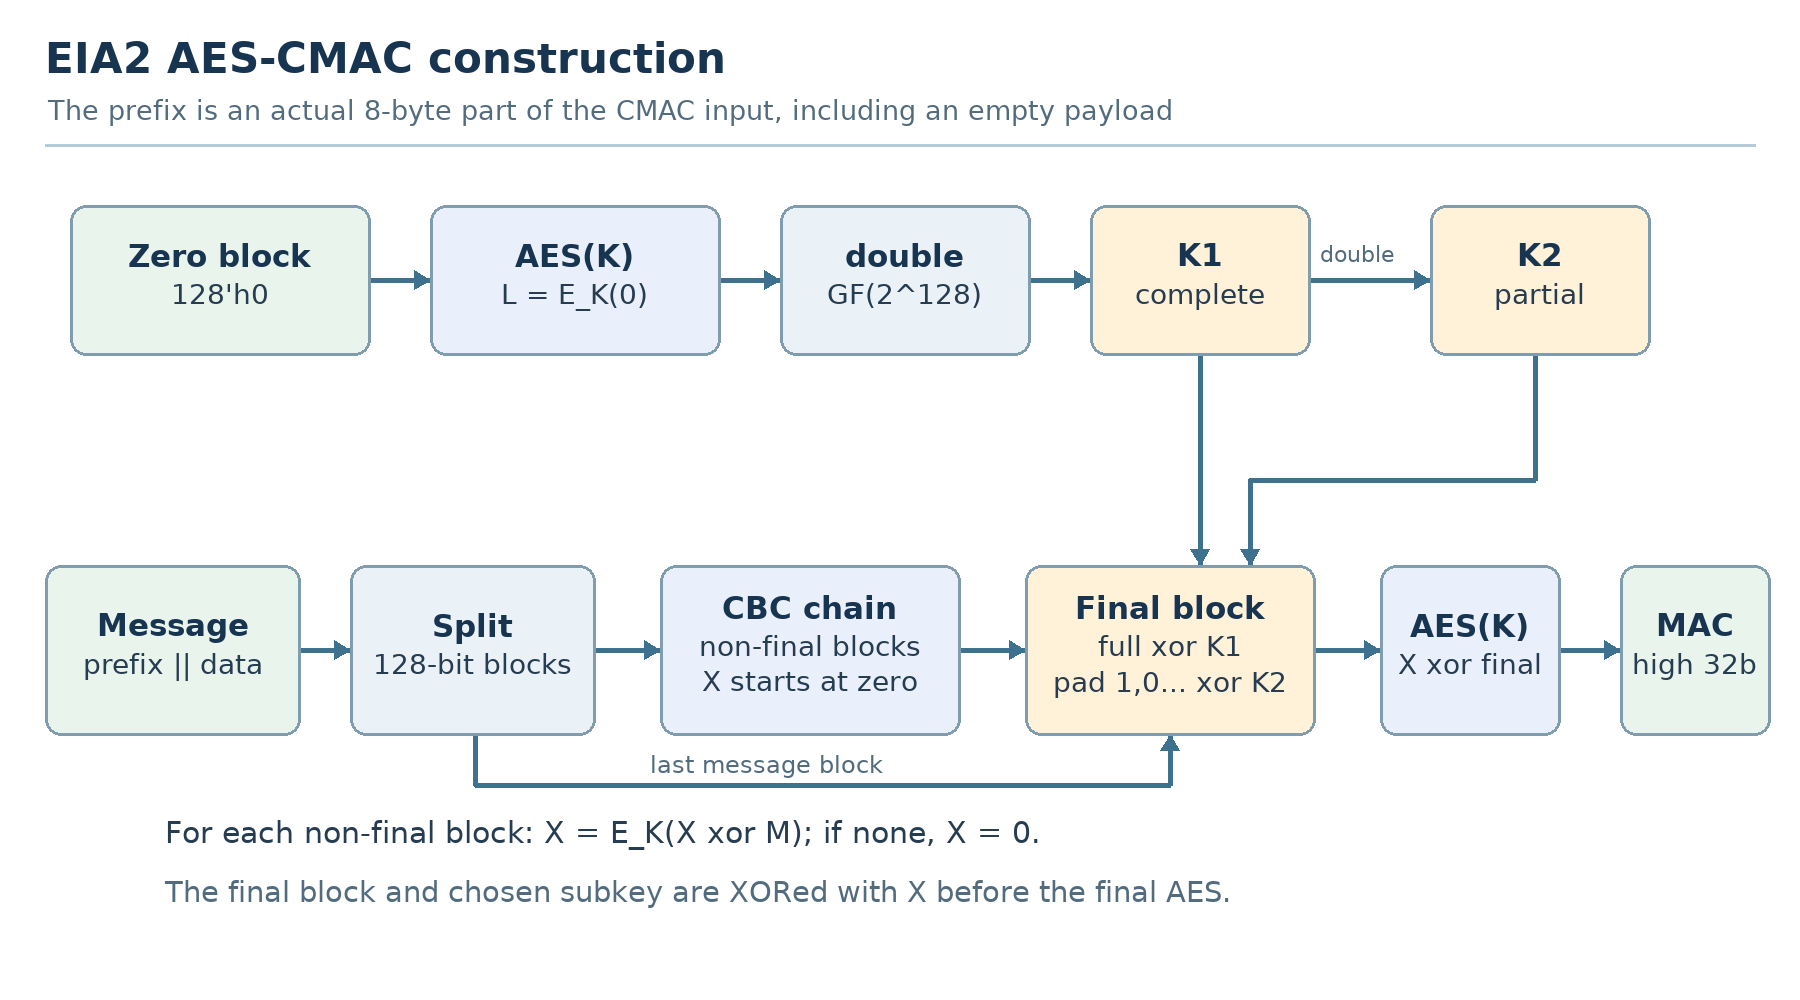 EIA2 AES-CMAC construction
The prefix is an actual 8-byte part of the CMAC input, including an empty payload
Zero block
128'h0
AES(K)
L = E_K(0)
double
GF(2^128)
K1
complete
double
K2
partial
Message
prefix || data
Split
128-bit blocks
CBC chain
non-final blocks
X starts at zero
Final block
full xor K1
pad 1,0... xor K2
AES(K)
X xor final
MAC
high 32b
last message block
For each non-final block: X = E_K(X xor M); if none, X = 0.
The final block and chosen subkey are XORed with X before the final AES.